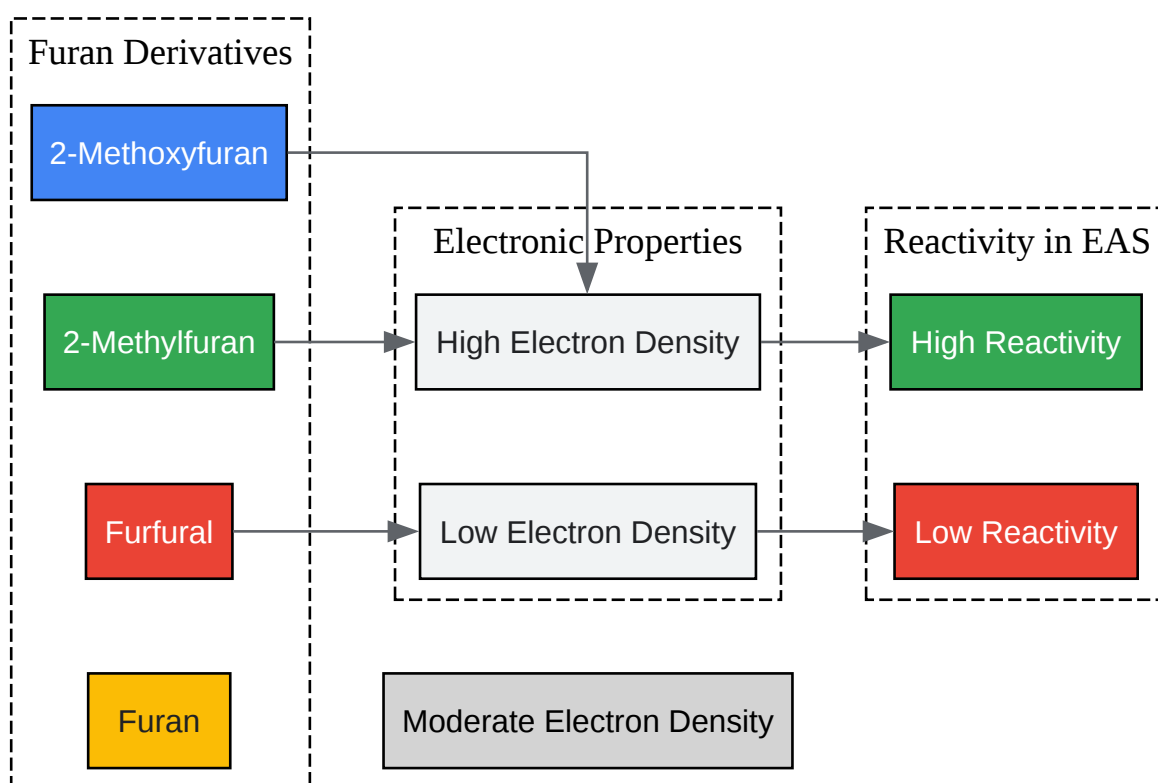 Furan Derivatives
2-Methoxyfuran
Electronic Properties
Reactivity in EAS
2-Methylfuran
High Electron Density
High Reactivity
Furfural
Low Electron Density
Low Reactivity
Furan
Moderate Electron Density